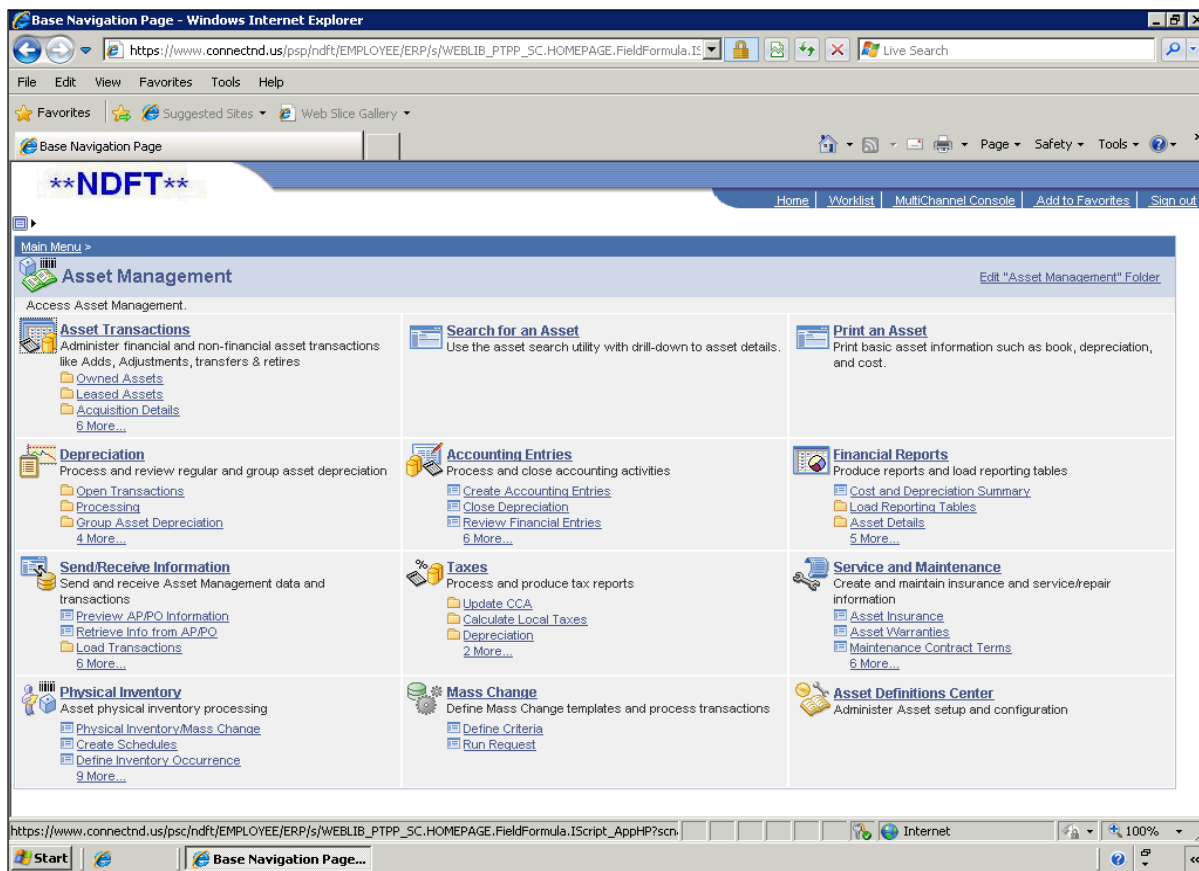 Base Navigation Page - Windows Internet Explorer
https://www.connectnd.us/psp/ndft/EMPLOYEE/ERP/s/WEBLIB_PTPP_SC.HOMEPAGE.FieldFormula.IS
Live Search
File Edit View Favorites Tools Help
Favorites Suggested Sites Web Slice Gallery
Base Navigation Page
Page Safety Tools
**NDFT**
Home Worklist MultiChannel Console Add to Favorites Sign out
Main Menu >
Asset Management
Edit "Asset Management" Folder
Access Asset Management.
Asset Transactions
Administer financial and non-financial asset transactions
like Adds, Adjustments, transfers & retires
Owned Assets
Leased Assets
Acquisition Details
6 More...
Search for an Asset
Use the asset search utility with drill-down to asset details.
Print an Asset
Print basic asset information such as book, depreciation,
and cost.
Depreciation
Process and review regular and group asset depreciation
Open Transactions
Processing
Group Asset Depreciation
4 More...
Accounting Entries
Process and close accounting activities
Create Accounting Entries
Close Depreciation
Review Financial Entries
6 More...
Financial Reports
Produce reports and load reporting tables
Cost and Depreciation Summary
Load Reporting Tables
Asset Details
5 More...
Send/Receive Information
Send and receive Asset Management data and
transactions
Preview AP/PO Information
Retrieve Info from AP/PO
Load Transactions
6 More...
Taxes
Process and produce tax reports
Update CCA
Calculate Local Taxes
Depreciation
2 More...
Service and Maintenance
Create and maintain insurance and service/repair
information
Asset Insurance
Asset Warranties
Maintenance Contract Terms
6 More...
Physical Inventory
Asset physical inventory processing
Physical Inventory/Mass Change
Create Schedules
Define Inventory Occurrence
9 More...
Mass Change
Define Mass Change templates and process transactions
Define Criteria
Run Request
Asset Definitions Center
Administer Asset setup and configuration
https://www.connectnd.us/psc/ndft/EMPLOYEE/ERP/s/WEBLIB_PTPP_SC.HOMEPAGE.FieldFormula.IScript_AppHP?scn
Internet
100%
Start
Base Navigation Page...